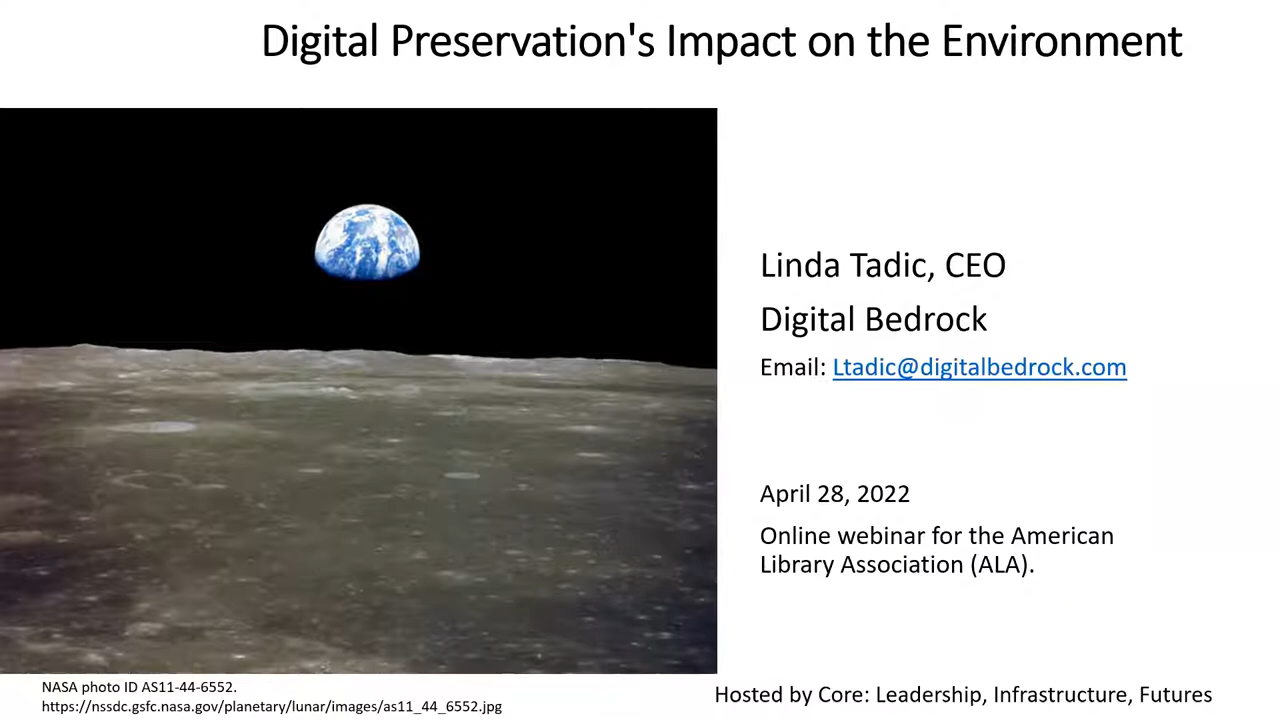 Digital Preservation's Impact on the Environment
Linda Tadic, CEO
Digital Bedrock
Email: Ltadic@digitalbedrock.com
April 28, 2022
Online webinar for the American
Library Association (ALA).
NASA photo ID AS11-44-6552.
https://nssdc.gsfc.nasa.gov/planetary/lunar/images/as11_44_6552.jpg
Hosted by Core: Leadership, Infrastructure, Futures